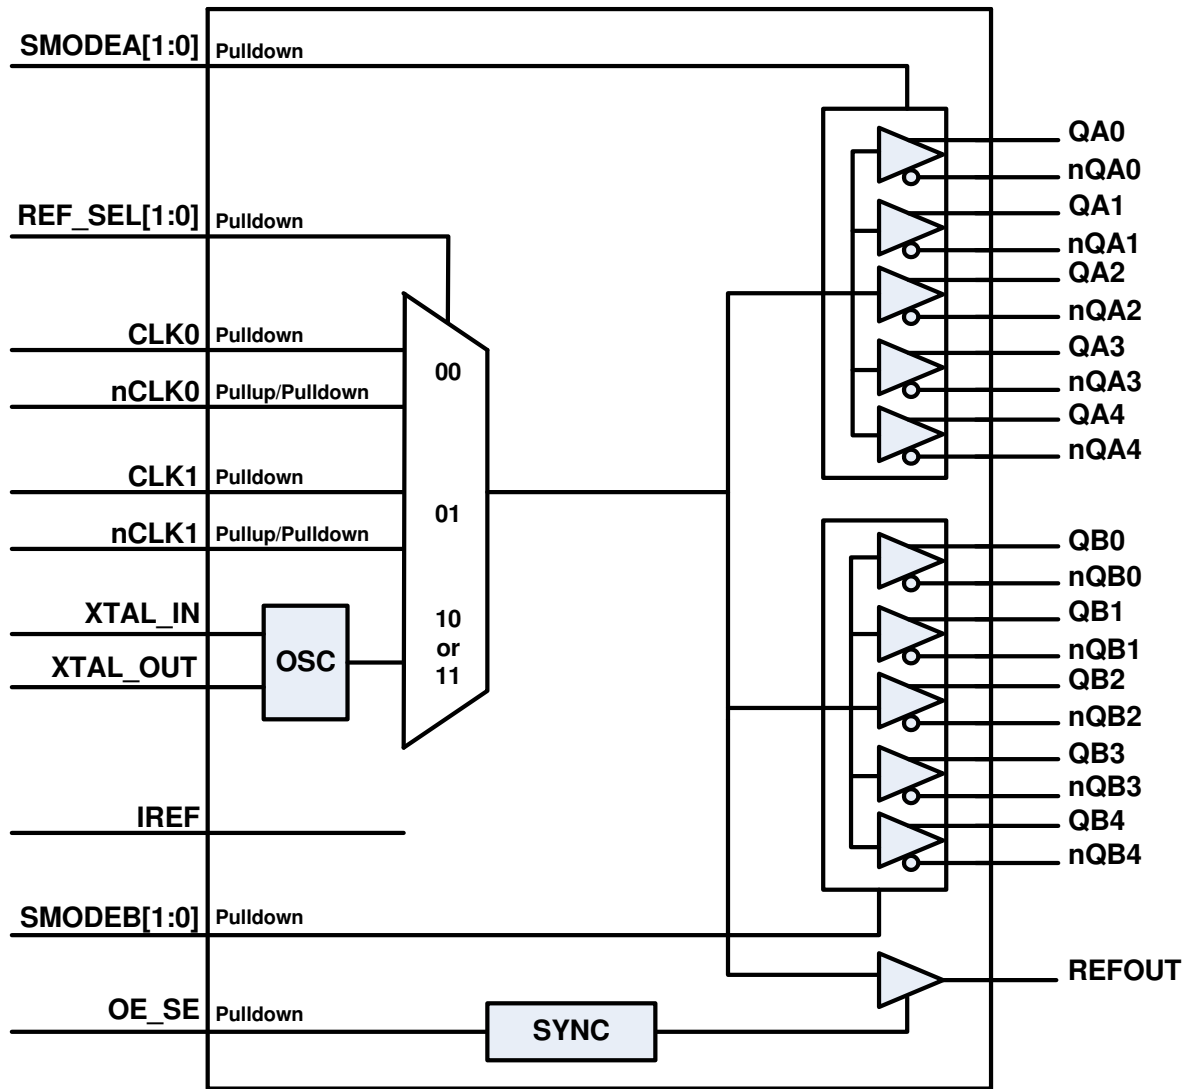 SMODEA[1:0] Pulldown
QA0
nQA0
REF_SEL[1:0] Pulldown
QA1
nQA1
QA2
nQA2
CLK0 Pulldown
QA3
00
nCLK0 Pullup/Pulldown
nQA3
QA4
nQA4
CLK1 Pulldown
01
nCLK1 Pullup/Pulldown
QB0
nQB0
XTAL_IN
10
or
11
QB1
nQB1
XTAL_OUT
OSC
QB2
nQB2
QB3
nQB3
IREF
QB4
nQB4
SMODEB[1:0] Pulldown
REFOUT
OE_SE Pulldown
SYNC